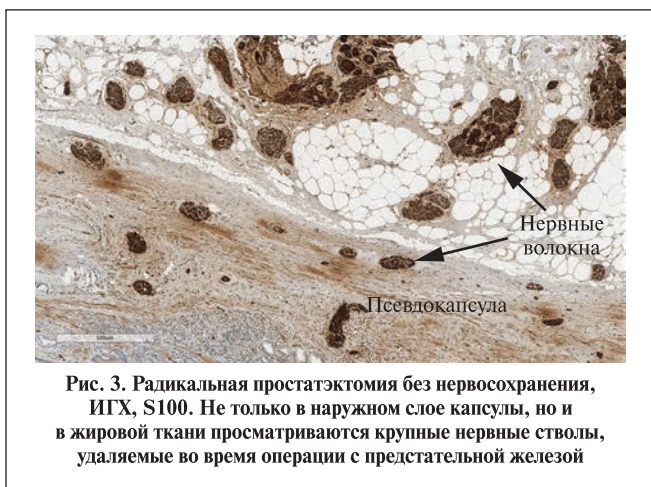 Нервные
волокна
Псевдокапсула
Рис. 3. Радикальная простатэктомия без нервосохранения,
ИГХ, S100. Не только в наружном слое капсулы, но и
в жировой ткани просматриваются крупные нервные стволы,
удаляемые во время операции с предстательной железой